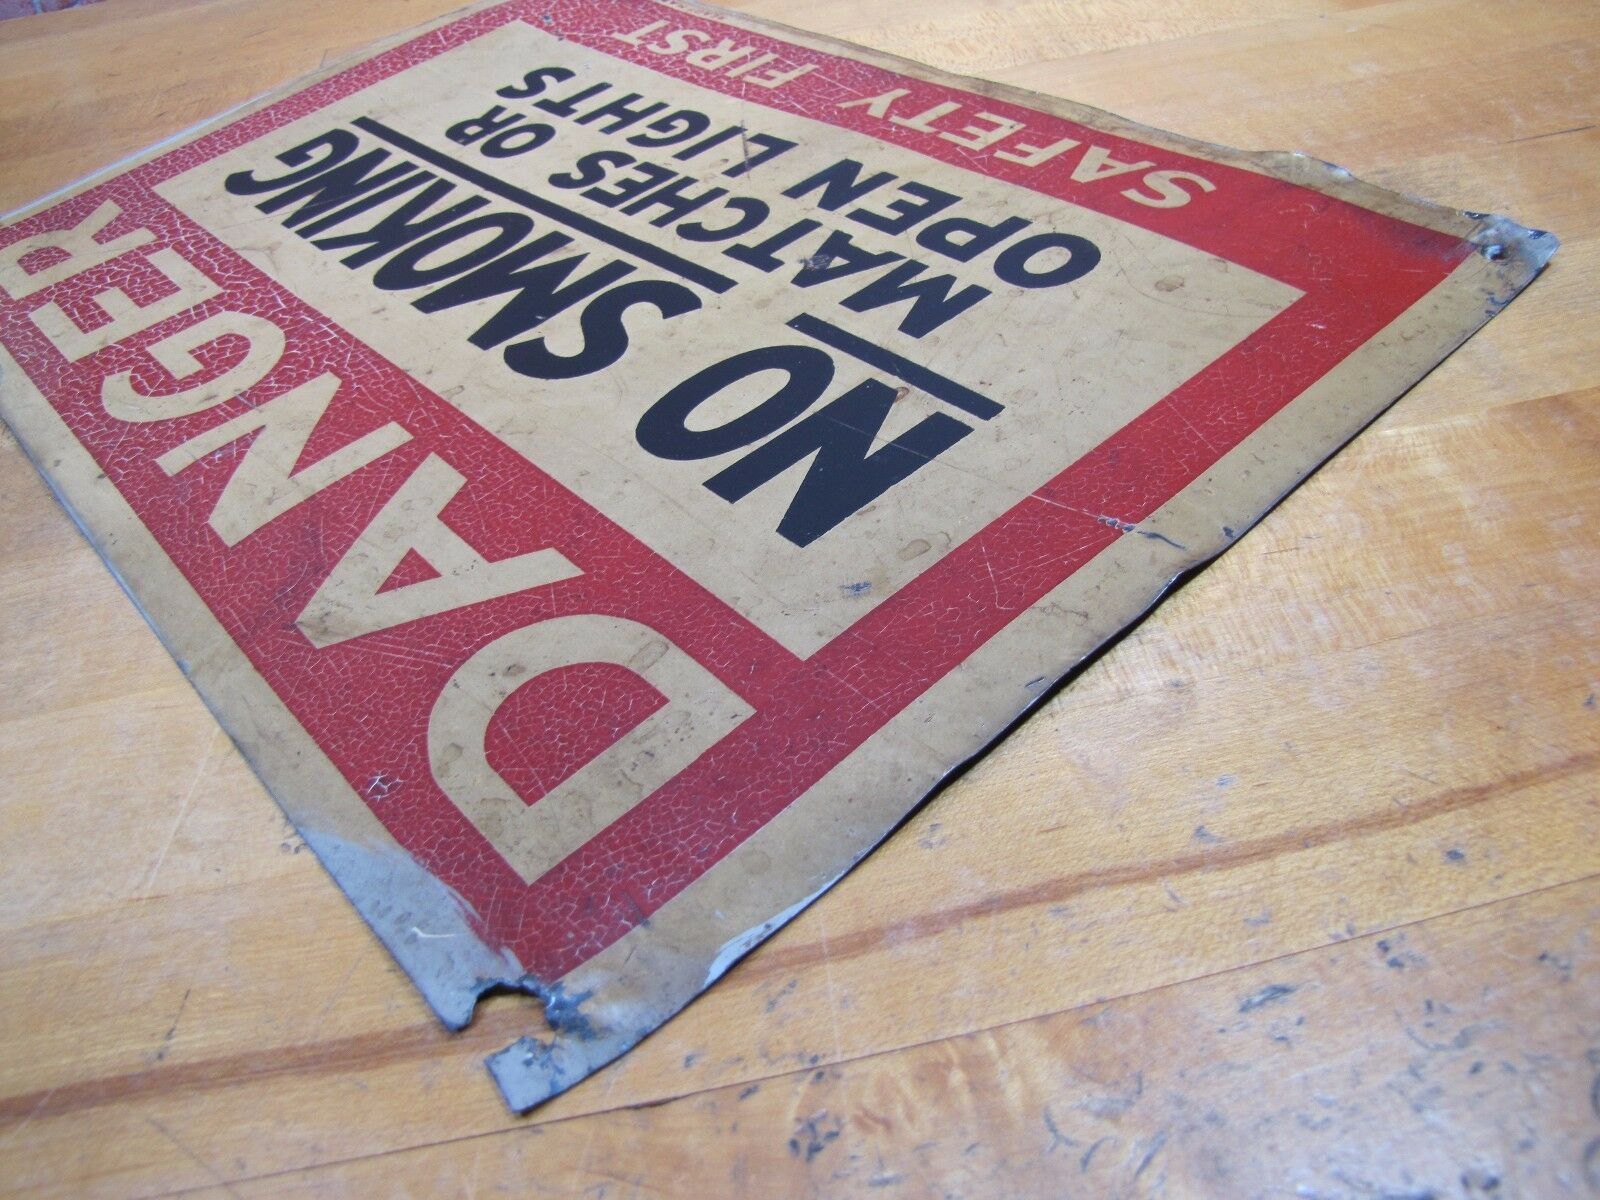 DANGER
NO SMOKING
MATCHES OR
OPEN LIGHTS
SAFETY FIRST